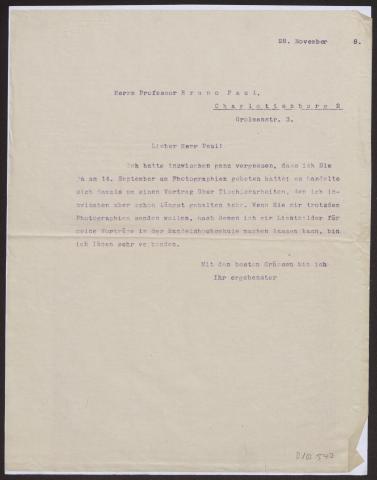 28. November 8.
Herrn Professor Bruno Paul,
Charlottenburg 2
Grolmanstr. 3.
Lieber Herr Paul!
Ich hatte inzwischen ganz vergessen, dass ich Sie
ja am 14. September um Photographien gebeten hatte; es handelte
sich damals um einen Vortrag über Tischlerarbeiten, den ich in-
zwischen aber schon längst gehalten habe. Wenn Sie mir trotzdem
Photographien senden wollen, nach denen ich mir Lichtbilder für
meine Vorträge in der Handelshochschule machen lassen kann, bin
ich Ihnen sehr verbunden.
Mit den besten Grüssen bin ich
Ihr ergebenster